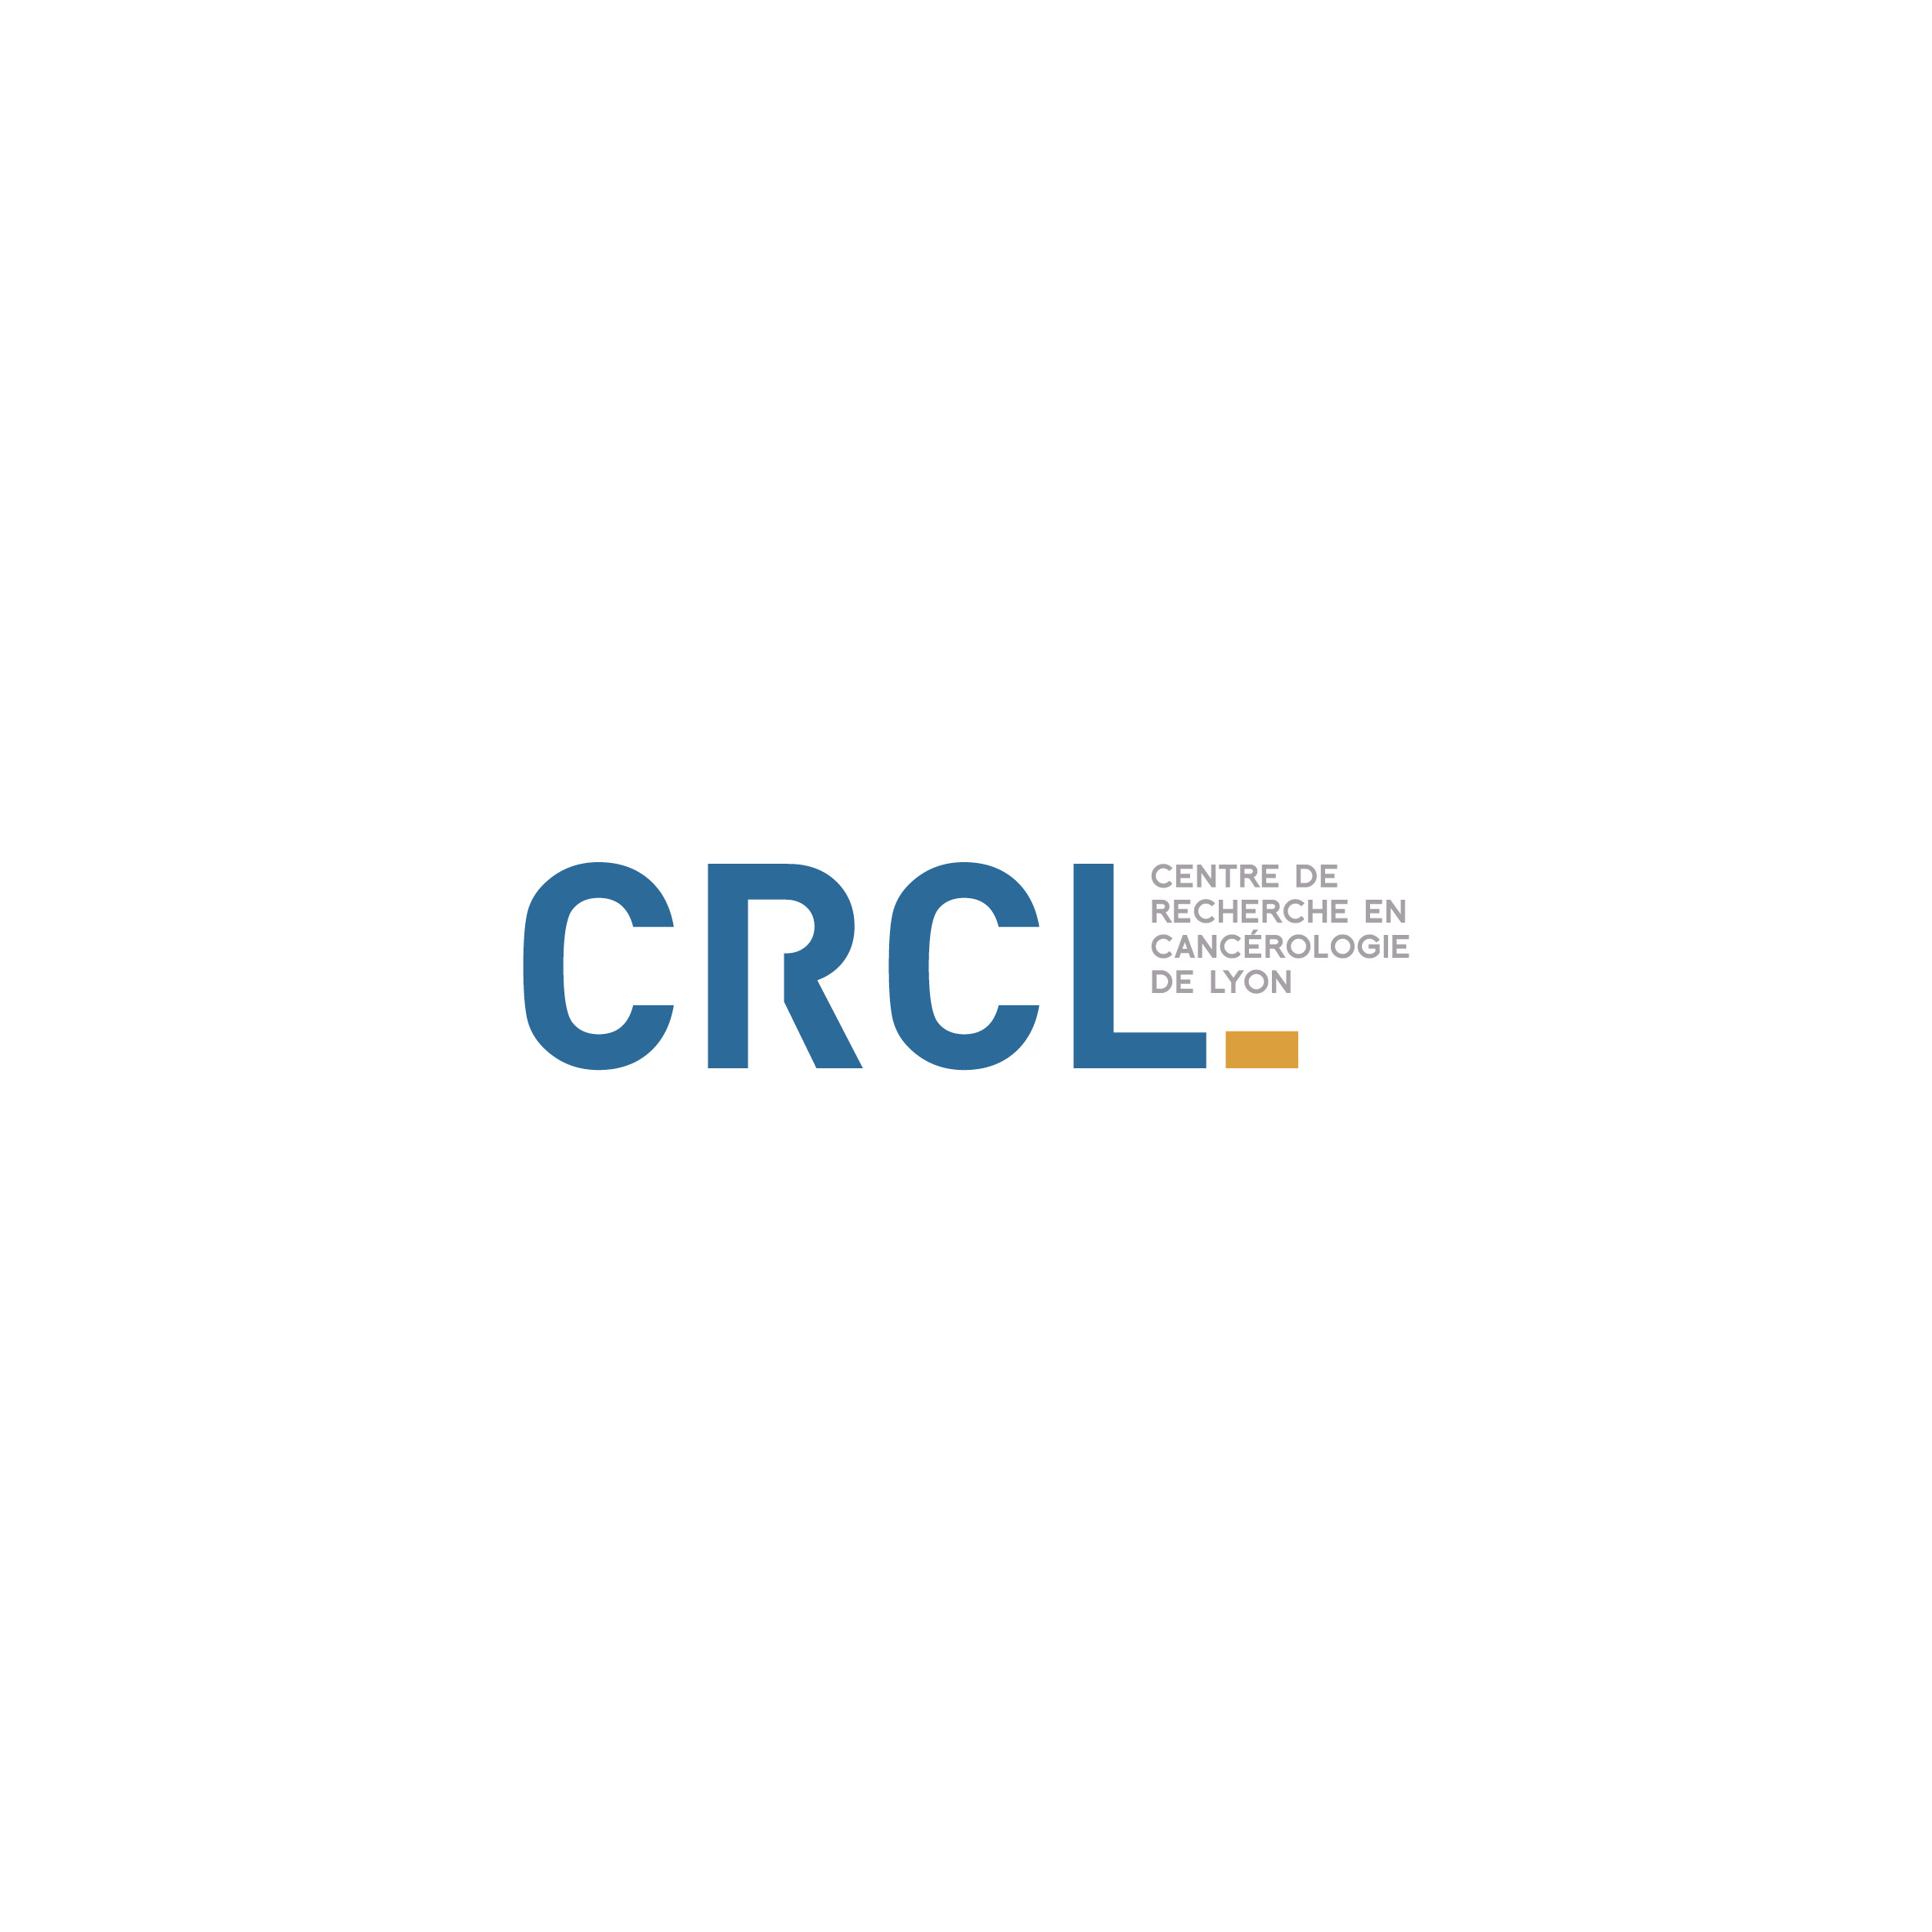 CRCL
CENTRE DE
RECHERCHE EN
CANCÉROLOGIE
DE LYON